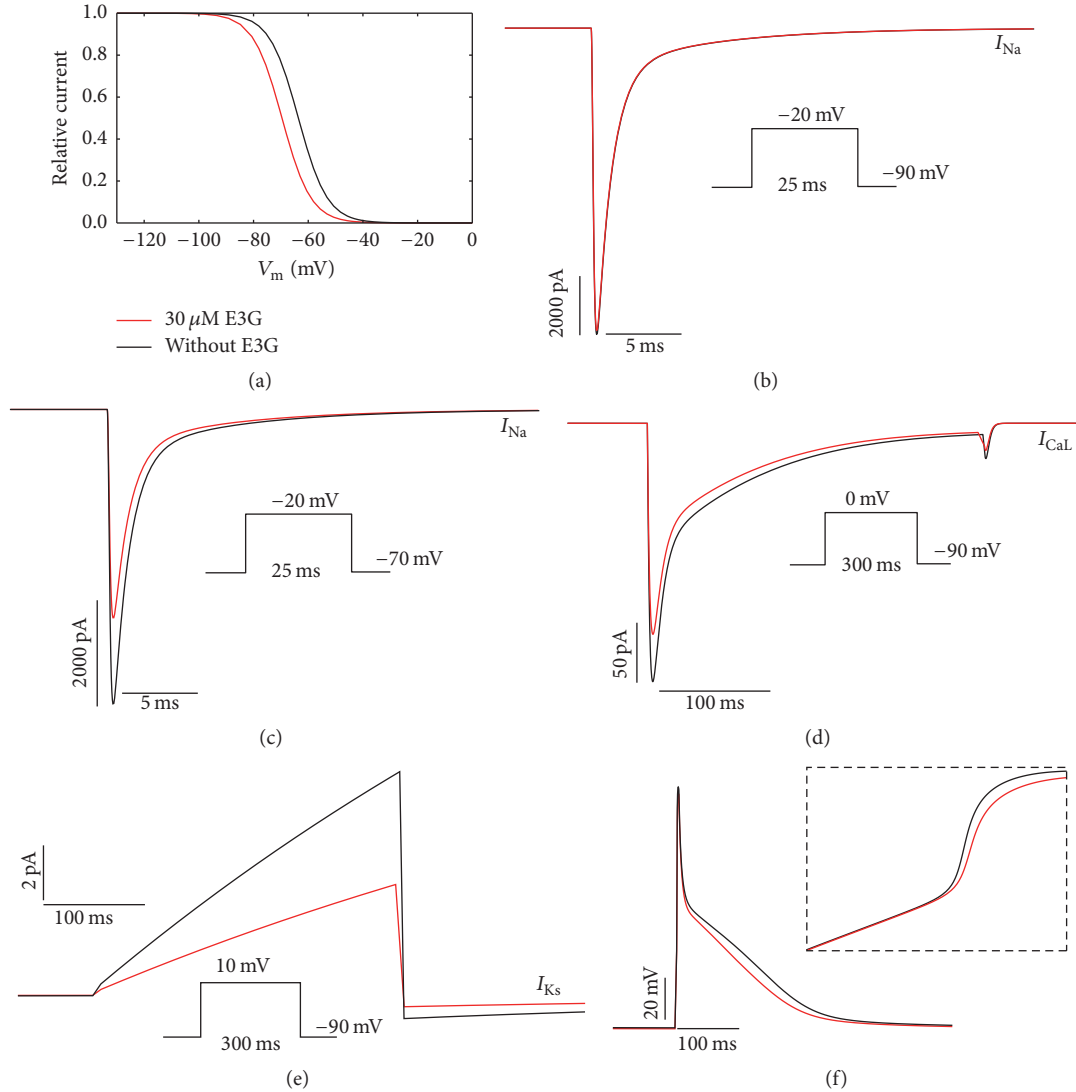 1.0
0.8
0.6
0.4
0.2
0.0
Relative current
−120 −100 −80 −60 −40 −20 0
Vm (mV)
30 μM E3G
Without E3G
(a)
INa
−20 mV
−90 mV
25 ms
2000 pA
5 ms
(b)
INa
−20 mV
−70 mV
25 ms
2000 pA
5 ms
(c)
ICaL
0 mV
−90 mV
300 ms
50 pA
100 ms
(d)
2 pA
100 ms
10 mV
IKs
−90 mV
300 ms
(e)
20 mV
100 ms
(f)